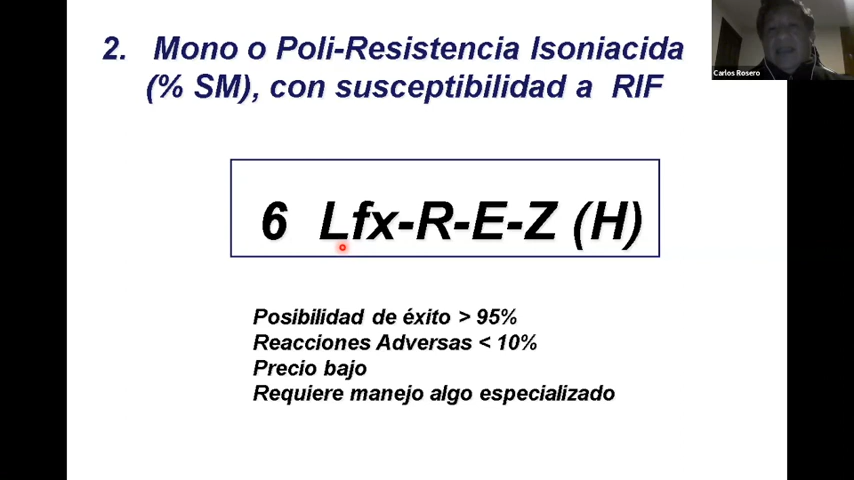 2. Mono o Poli-Resistencia Isoniacida
(% SM), con susceptibilidad a RIF
6 Lfx-R-E-Z (H)
Posibilidad de éxito > 95%
Reacciones Adversas < 10%
Precio bajo
Requiere manejo algo especializado
Carlos Rosero